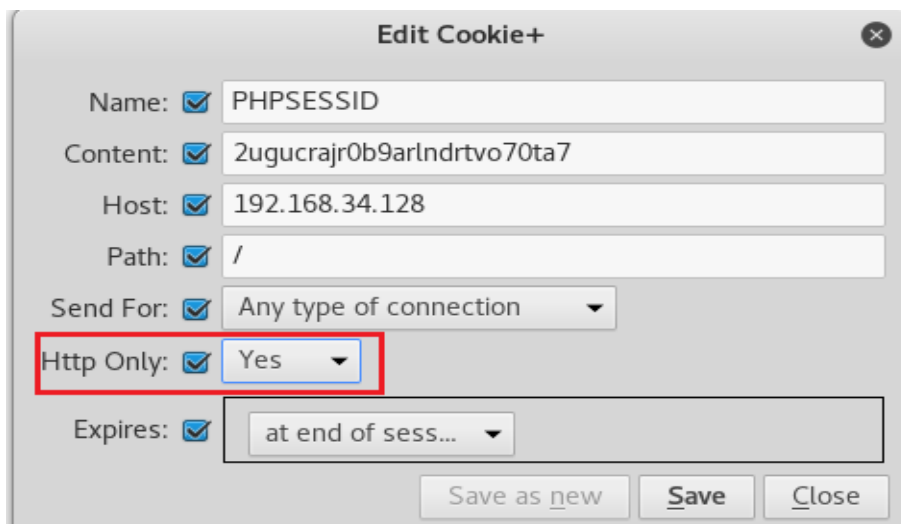 Edit Cookie+
Name: PHPSESSID
Content: 2ugucrajr0b9arlndrtvo70ta7
Host: 192.168.34.128
Path: /
Send For: Any type of connection
Http Only: Yes
Expires: at end of sess...
Save as new Save Close